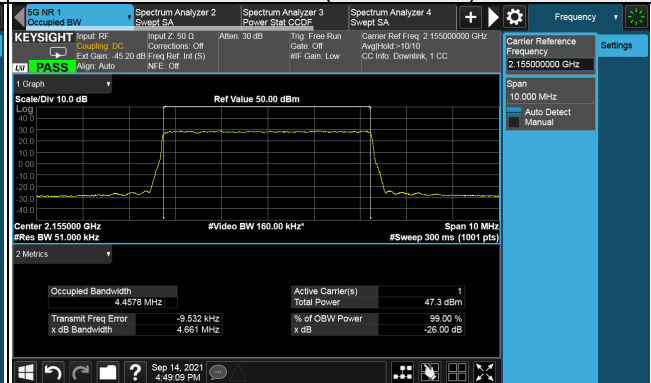 5G NR 1
Occupied BW
Spectrum Analyzer 2
Swept SA
Spectrum Analyzer 3
Power Stat CCDF
Spectrum Analyzer 4
Swept SA
Frequency
KEYSIGHT
LXI PASS
Input: RF
Coupling: DC
Ext Gain: -45.20 dB
Align: Auto
Input Z: 50 Ω
Corrections: Off
Freq Ref: Int (S)
NFE: Off
Atten: 30 dB
Trig: Free Run
Gate: Off
#IF Gain: Low
Carrier Ref Freq: 2.155000000 GHz
Avg|Hold:>10/10
CC Info: Downlink, 1 CC
Carrier Reference
Frequency
2.155000000 GHz
Settings
Span
10.000 MHz
Auto Detect
Manual
1 Graph
Scale/Div 10.0 dB
Ref Value 50.00 dBm
Log
40.0
30.0
20.0
10.0
0.00
-10.0
-20.0
-30.0
-40.0
Center 2.155000 GHz
#Video BW 160.00 kHz*
Span 10 MHz
#Res BW 51.000 kHz
#Sweep 300 ms (1001 pts)
2 Metrics
Occupied Bandwidth
4.4578 MHz
Active Carrier(s) 1
Total Power 47.3 dBm
Transmit Freq Error -9.532 kHz
x dB Bandwidth 4.661 MHz
% of OBW Power 99.00 %
x dB -26.00 dB
?
Sep 14, 2021
4:49:09 PM